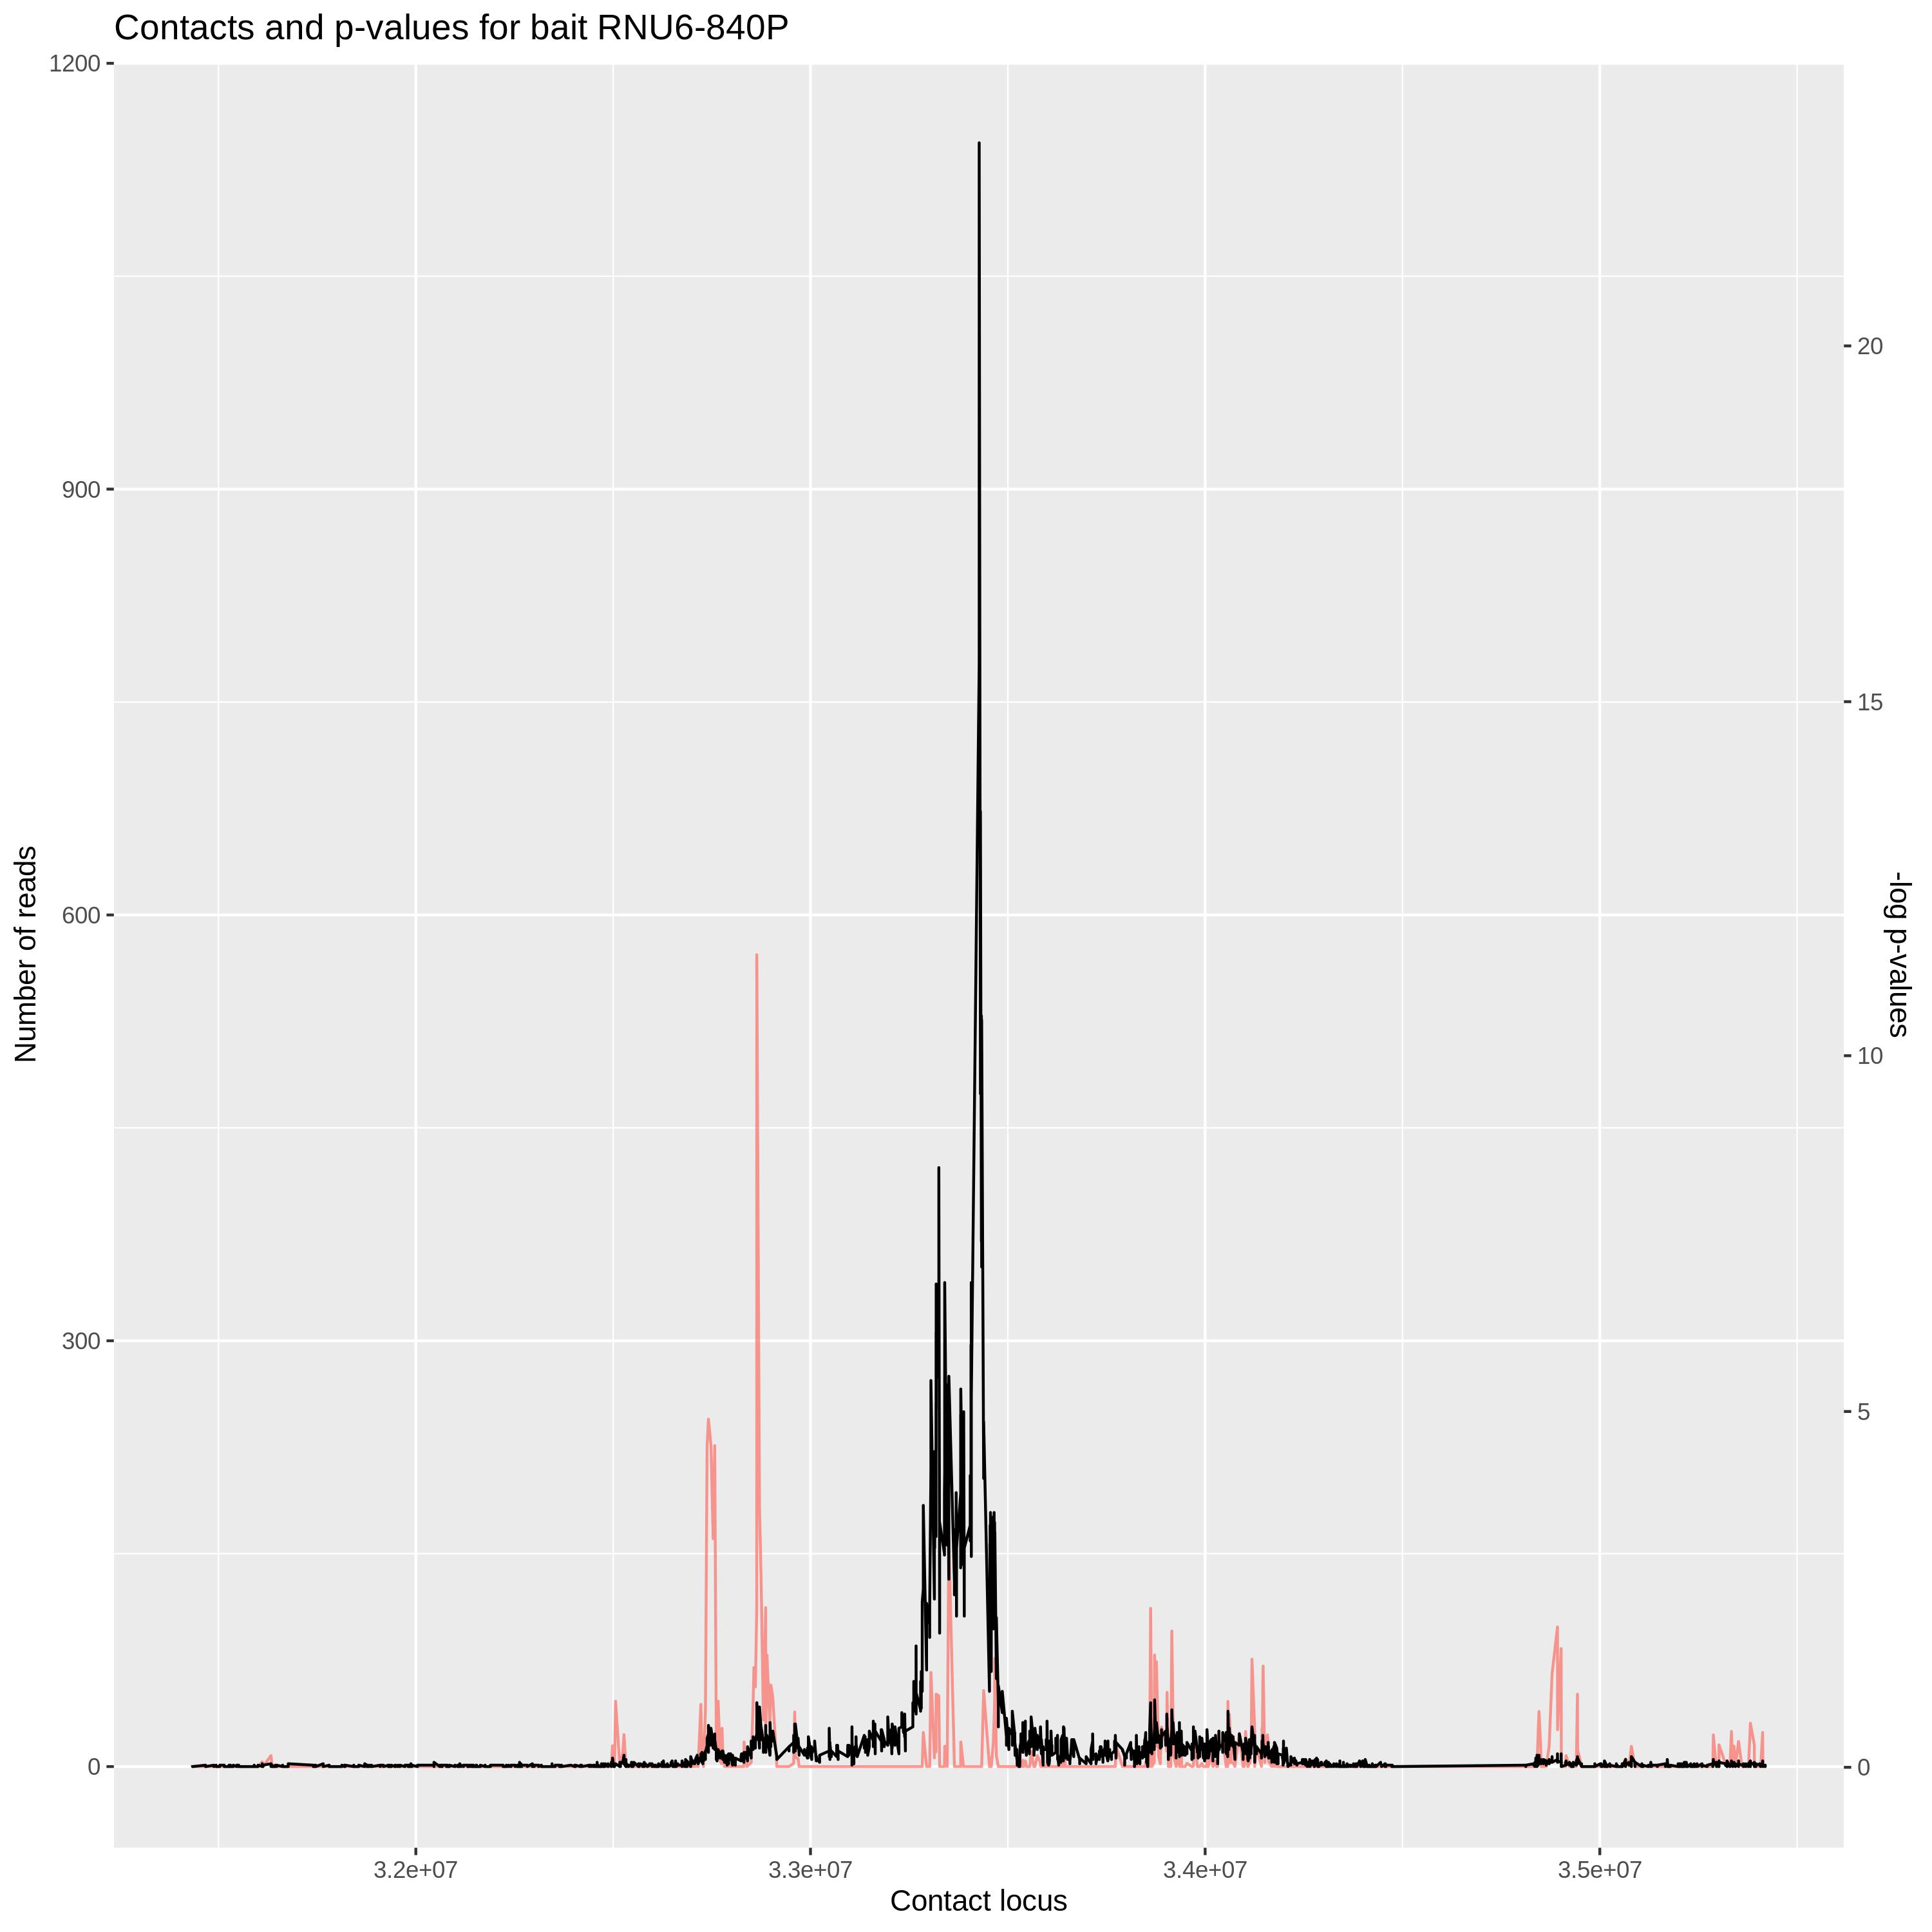 Contacts and p-values for bait RNU6-840P
1200
900
600
300
0
Number of reads
20
15
10
5
0
-log p-values
3.2e+07
3.3e+07
3.4e+07
3.5e+07
Contact locus